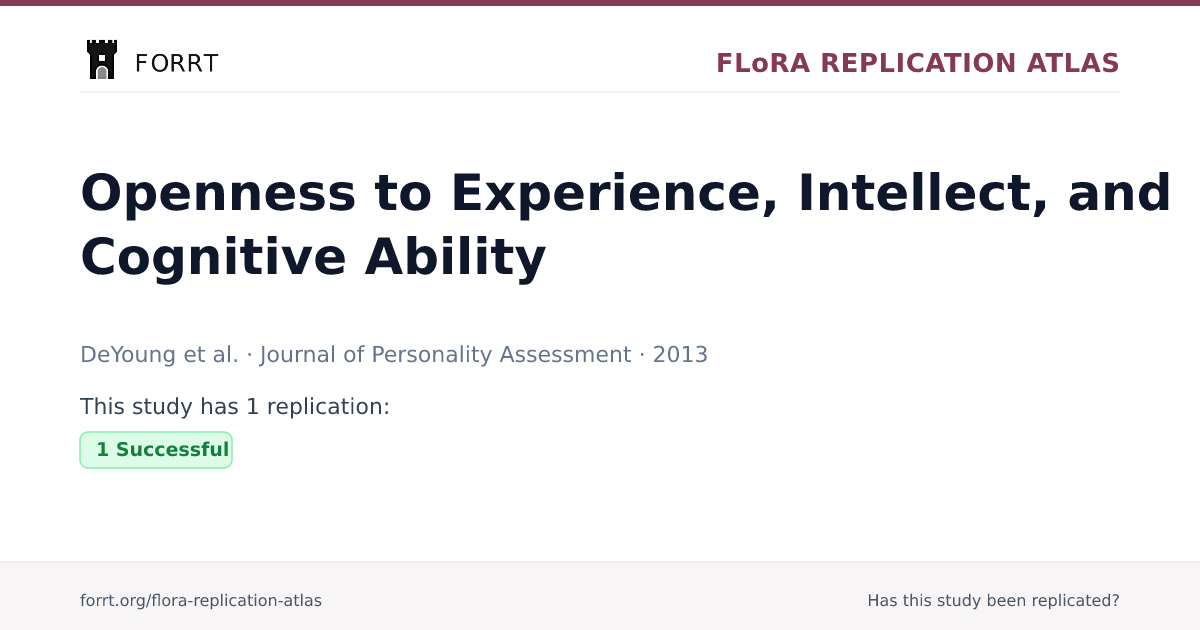 FORRT
FLoRA REPLICATION ATLAS
Openness to Experience, Intellect, and
Cognitive Ability
DeYoung et al. · Journal of Personality Assessment · 2013
This study has 1 replication:
1 Successful
forrt.org/flora-replication-atlas
Has this study been replicated?